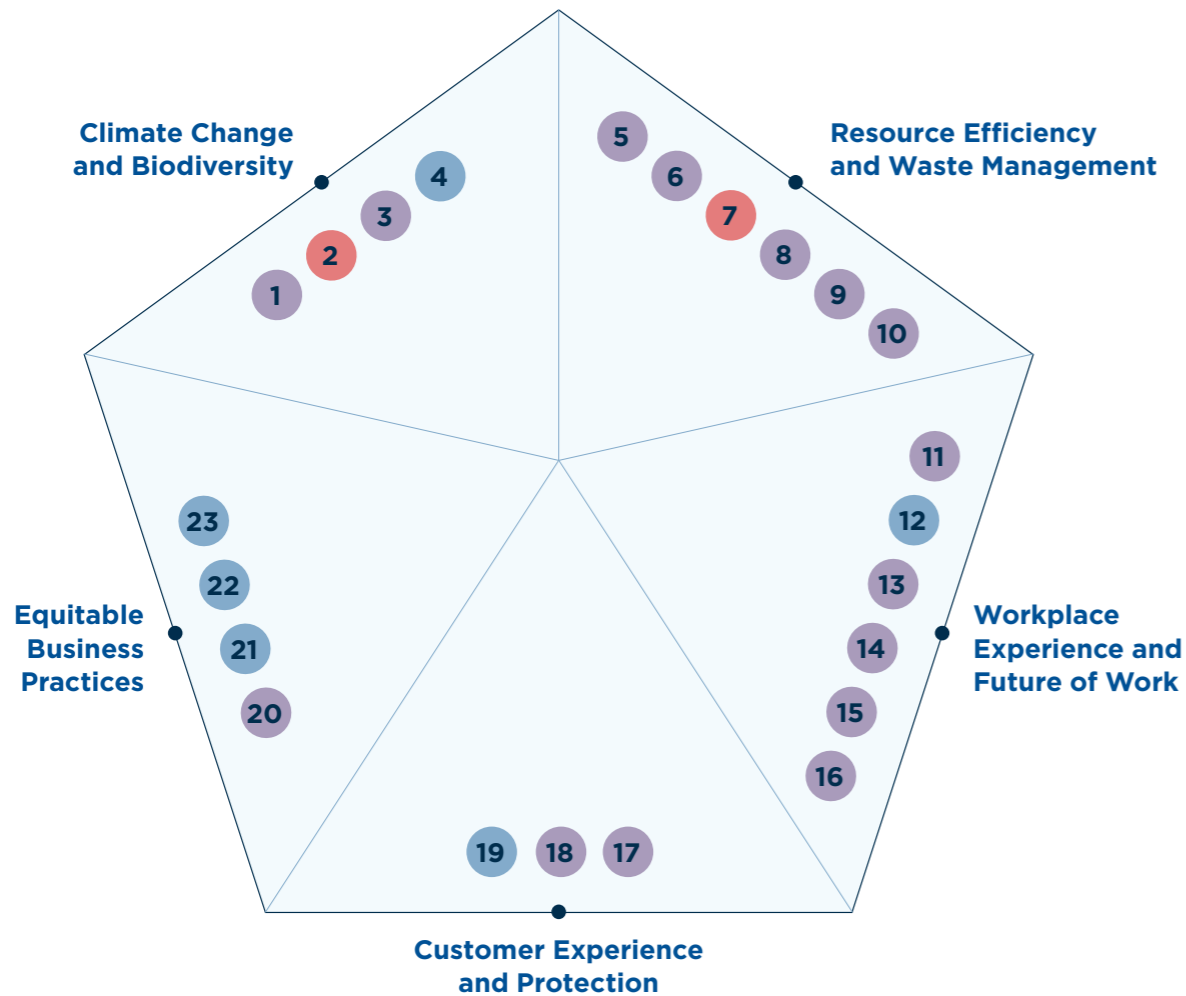 Climate Change
and Biodiversity
1
2
3
4
Resource Efficiency
and Waste Management
5
6
7
8
9
10
Workplace
Experience and
Future of Work
11
12
13
14
15
16
Customer Experience
and Protection
17
18
19
Equitable
Business
Practices
20
21
22
23